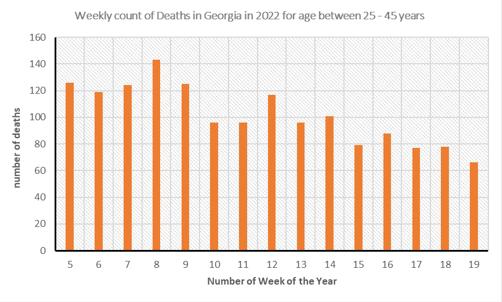 Weekly count of Deaths in Georgia in 2022 for age between 25 - 45 years
160
140
120
100
80
60
40
20
0
number of deaths
5 6 7 8 9 10 11 12 13 14 15 16 17 18 19
Number of Week of the Year